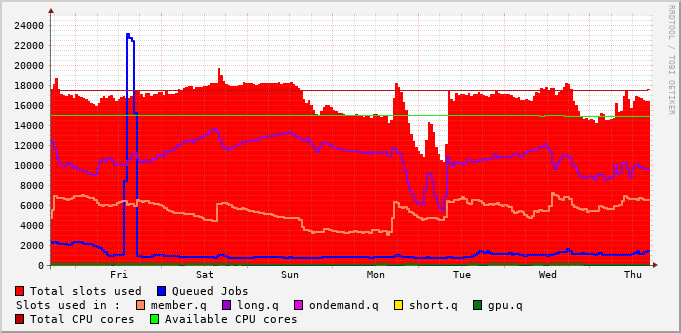 24000
22000
20000
18000
16000
14000
12000
10000
8000
6000
4000
2000
0
Fri Sat Sun Mon Tue Wed Thu
Total slots used Queued Jobs
Slots used in : member.q long.q ondemand.q short.q gpu.q
Total CPU cores Available CPU cores
RRDTOOL / TOBI OETIKER